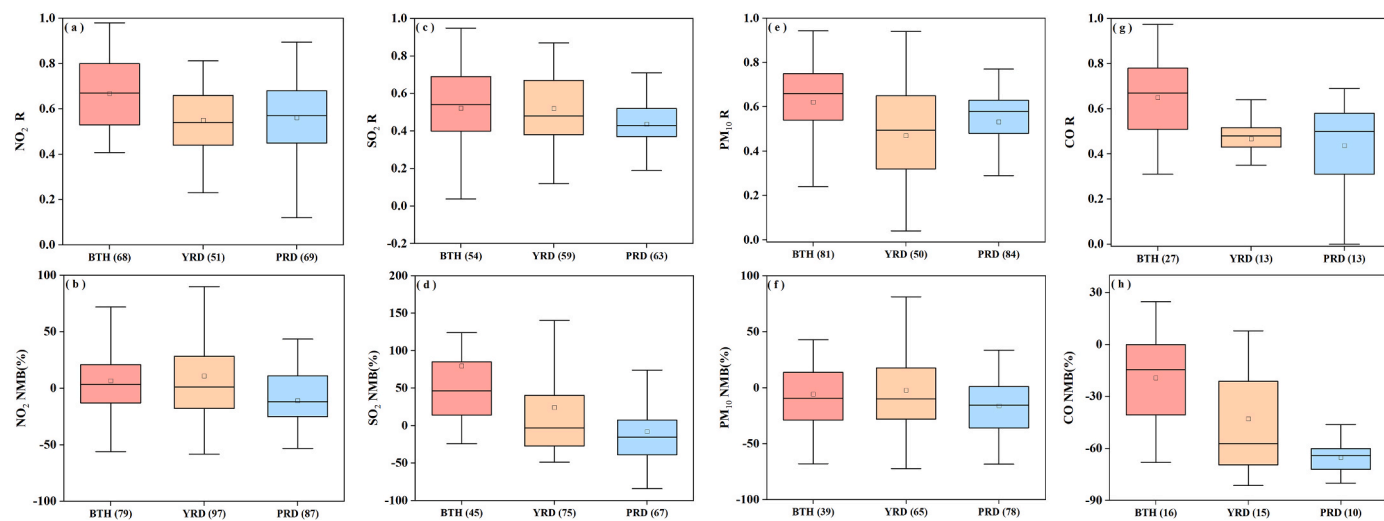 ( a )
NO2 R
1.0
0.8
0.6
0.4
0.2
0.0
BTH (68) YRD (51) PRD (69)
( c )
SO2 R
1.0
0.8
0.6
0.4
0.2
0.0
-0.2
BTH (54) YRD (59) PRD (63)
( e )
PM10 R
1.0
0.8
0.6
0.4
0.2
0.0
BTH (81) YRD (50) PRD (84)
( g )
CO R
1.0
0.8
0.6
0.4
0.2
0.0
BTH (27) YRD (13) PRD (13)
( b )
NO2 NMB(%)
100
50
0
-50
-100
BTH (79) YRD (97) PRD (87)
( d )
SO2 NMB(%)
200
150
100
50
0
-50
-100
BTH (45) YRD (75) PRD (67)
( f )
PM10 NMB(%)
100
50
0
-50
-100
BTH (39) YRD (65) PRD (78)
( h )
CO NMB(%)
30
0
-30
-60
-90
BTH (16) YRD (15) PRD (10)